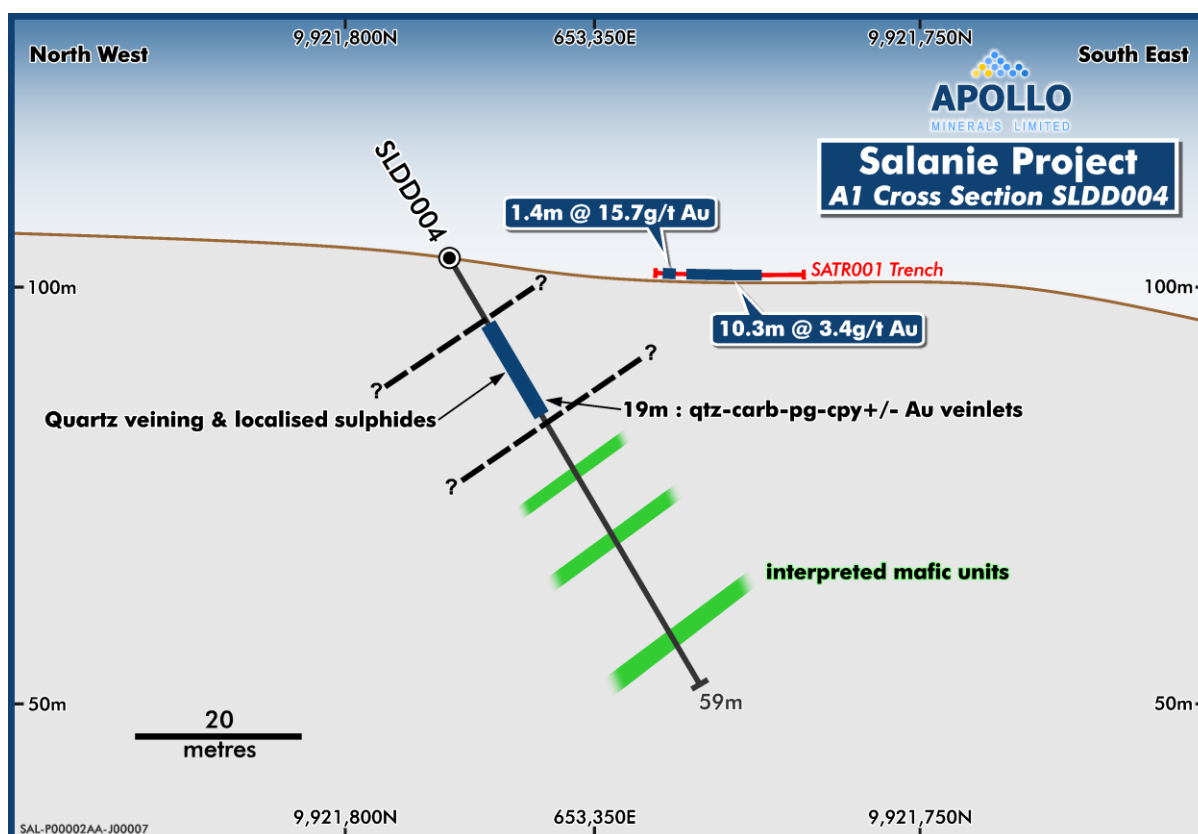 9,921,800N
653,350E
9,921,750N
North West
South East
APOLLO
MINERALS LIMITED
Salanie Project
A1 Cross Section SLDD004
SLDD004
1.4m @ 15.7g/t Au
SATR001 Trench
100m
100m
?
10.3m @ 3.4g/t Au
?
?
Quartz veining & localised sulphides
19m : qtz-carb-pg-cpy+/- Au veinlets
?
interpreted mafic units
59m
50m
50m
20
metres
9,921,800N
653,350E
9,921,750N
SAL-P00002AA-J00007